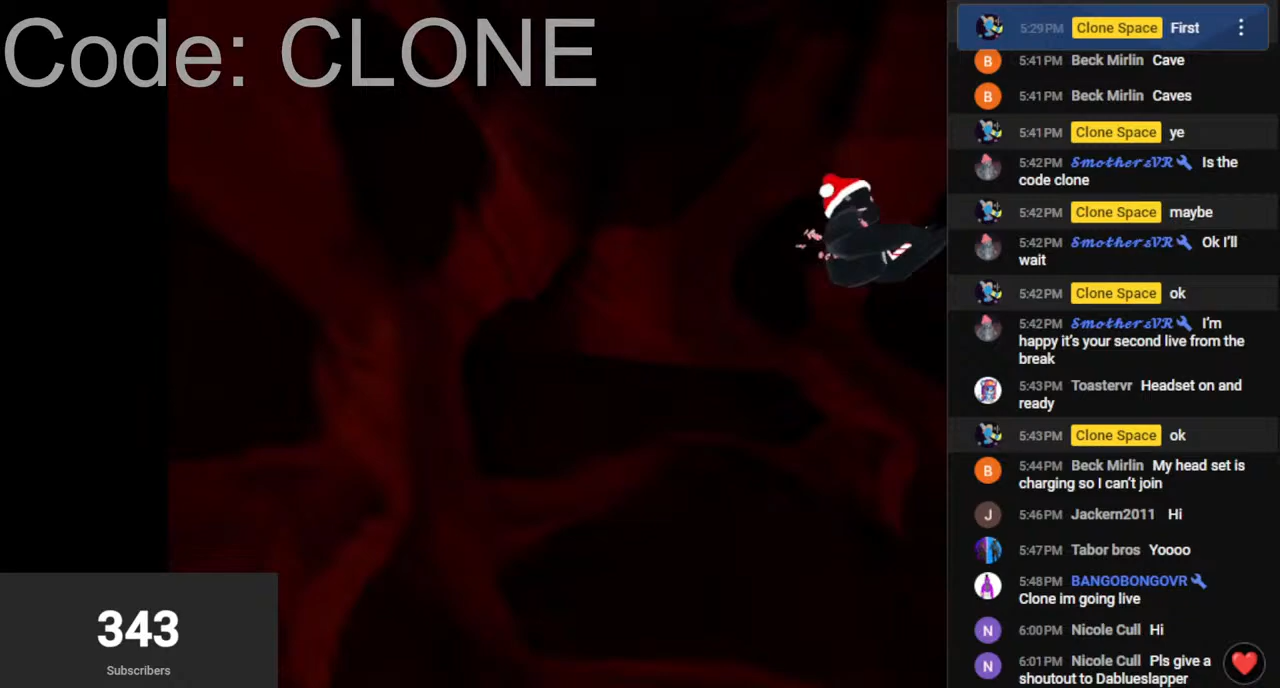 Code: CLONE
343
Subscribers
5:29 PM Clone Space First
5:41 PM Beck Mirlin Cave
5:41 PM Beck Mirlin Caves
5:41 PM Clone Space ye
5:42 PM SmothersVR Is the
code clone
5:42 PM Clone Space maybe
5:42 PM SmothersVR Ok I'll
wait
5:42 PM Clone Space ok
5:42 PM SmothersVR I'm
happy it's your second live from the
break
5:43 PM Toastervr Headset on and
ready
5:43 PM Clone Space ok
B
5:44 PM Beck Mirlin My head set is
charging so I can't join
J
5:46 PM Jackern2011 Hi
5:47 PM Tabor bros Yoooo
5:48 PM BANGOBONGOVR
Clone im going live
N
6:00 PM Nicole Cull Hi
N
6:01 PM Nicole Cull Pls give a
shoutout to Dablueslapper